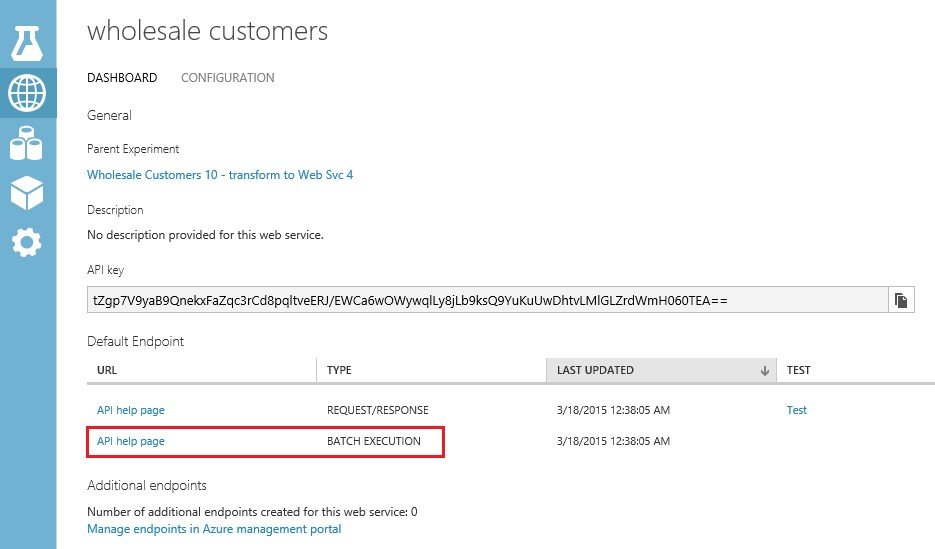 wholesale customers
DASHBOARD CONFIGURATION
General
Parent Experiment
Wholesale Customers 10 - transform to Web Svc 4
Description
No description provided for this web service.
API key
tZgp7V9yaB9QnekxFaZqc3rCd8pqltveERJ/EWCa6wOWywqlLy8jLb9ksQ9YuKuUwDhtvLMlGLZrdWmH060TEA==
Default Endpoint
URL TYPE LAST UPDATED TEST
API help page REQUEST/RESPONSE 3/18/2015 12:38:05 AM Test
API help page BATCH EXECUTION 3/18/2015 12:38:05 AM
Additional endpoints
Number of additional endpoints created for this web service: 0
Manage endpoints in Azure management portal